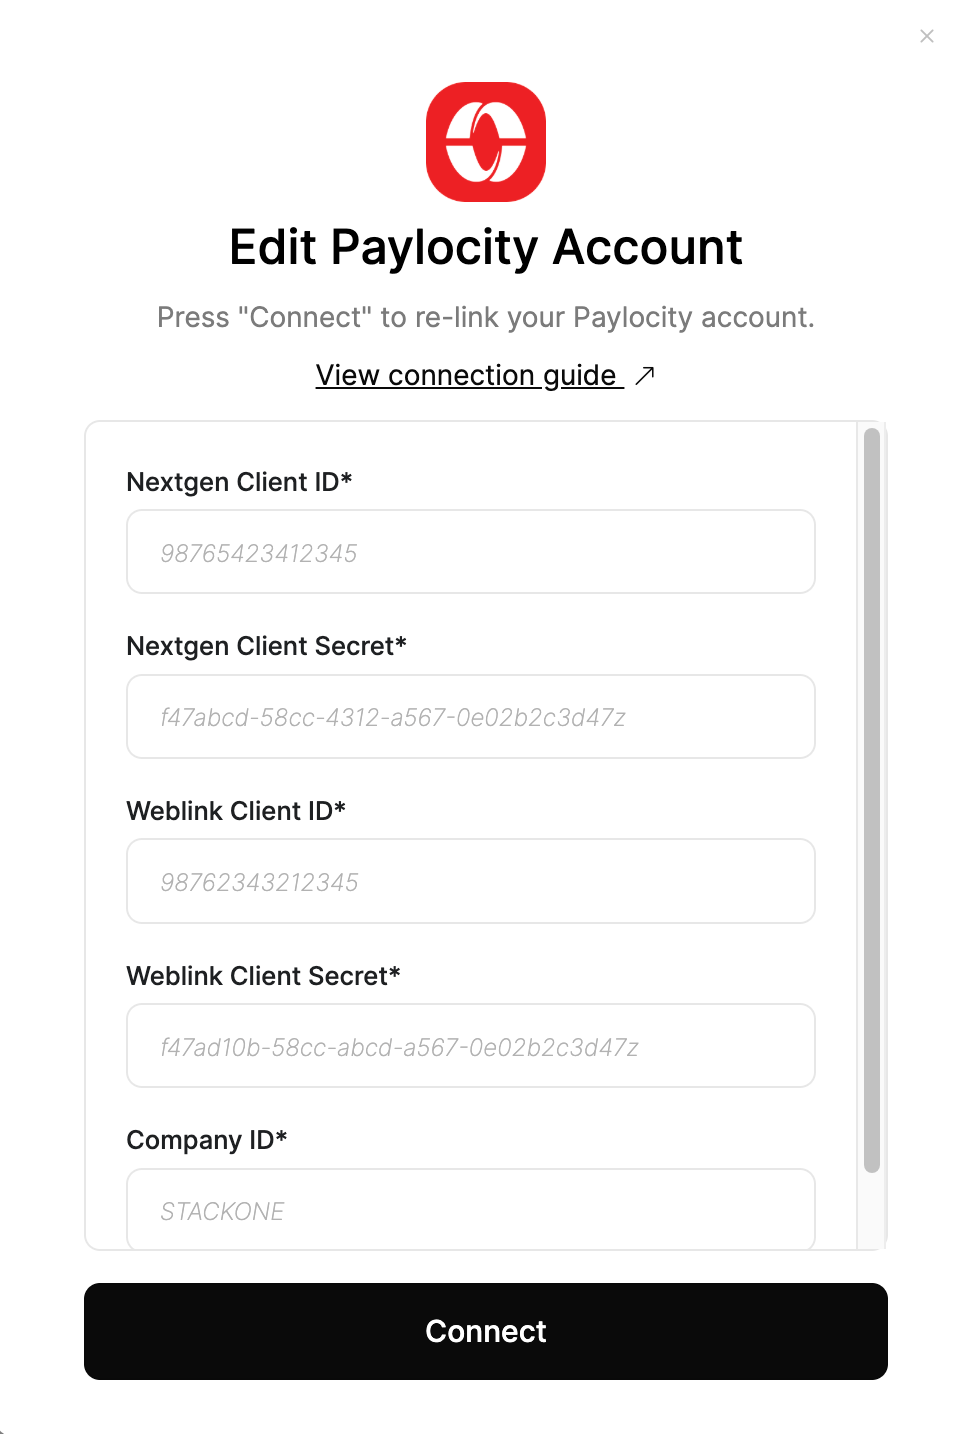 Edit Paylocity Account
Press "Connect" to re-link your Paylocity account.
View connection guide
Nextgen Client ID*
98765423412345
Nextgen Client Secret*
f47abcd-58cc-4312-a567-0e02b2c3d47z
Weblink Client ID*
98762343212345
Weblink Client Secret*
f47ad10b-58cc-abcd-a567-0e02b2c3d47z
Company ID*
STACKONE
Connect